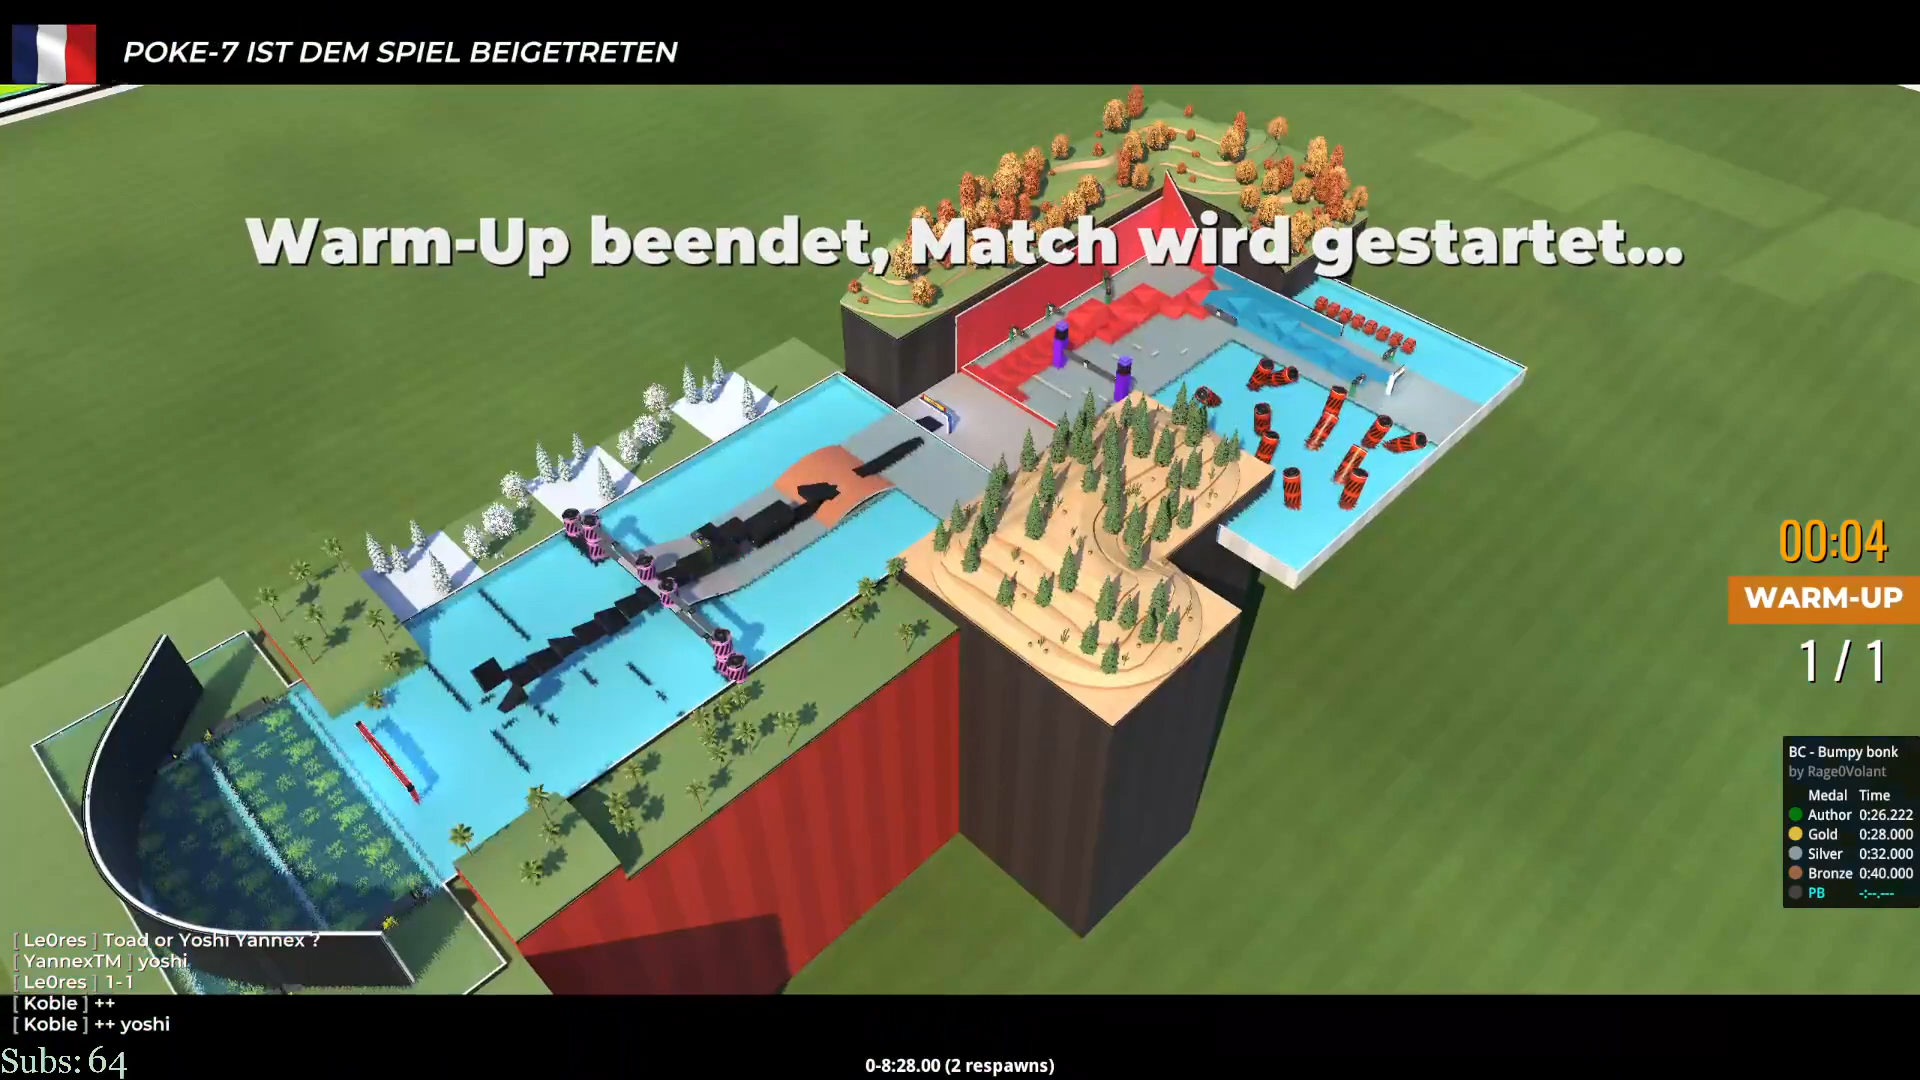 POKE-7 IST DEM SPIEL BEIGETRETEN
Warm-Up beendet, Match wird gestartet...
00:04
WARM-UP
1 / 1
BC - Bumpy bonk
by Rage0Volant
Medal Time
Author 0:26.222
Gold 0:28.000
Silver 0:32.000
Bronze 0:40.000
PB -:--.---
[ Le0res ] Toad or Yoshi Yannex ?
[ YannexTM ] yoshi
[ Le0res ] 1-1
[ Koble ] ++
[ Koble ] ++ yoshi
Subs: 64
0-8:28.00 (2 respawns)